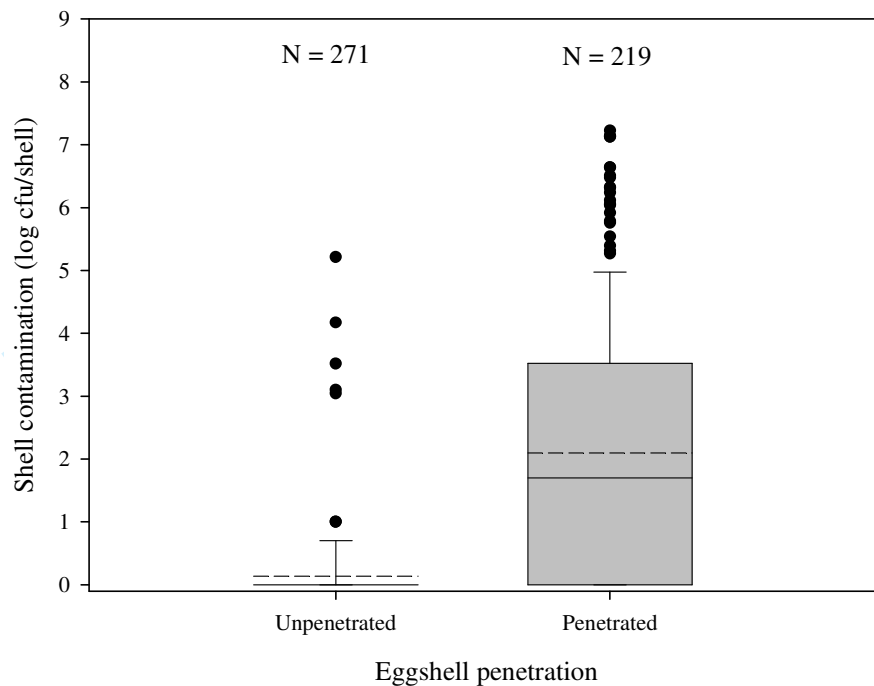 N = 271
N = 219
9
8
7
6
5
4
3
2
1
0
Shell contamination (log cfu/shell)
Unpenetrated
Penetrated
Eggshell penetration